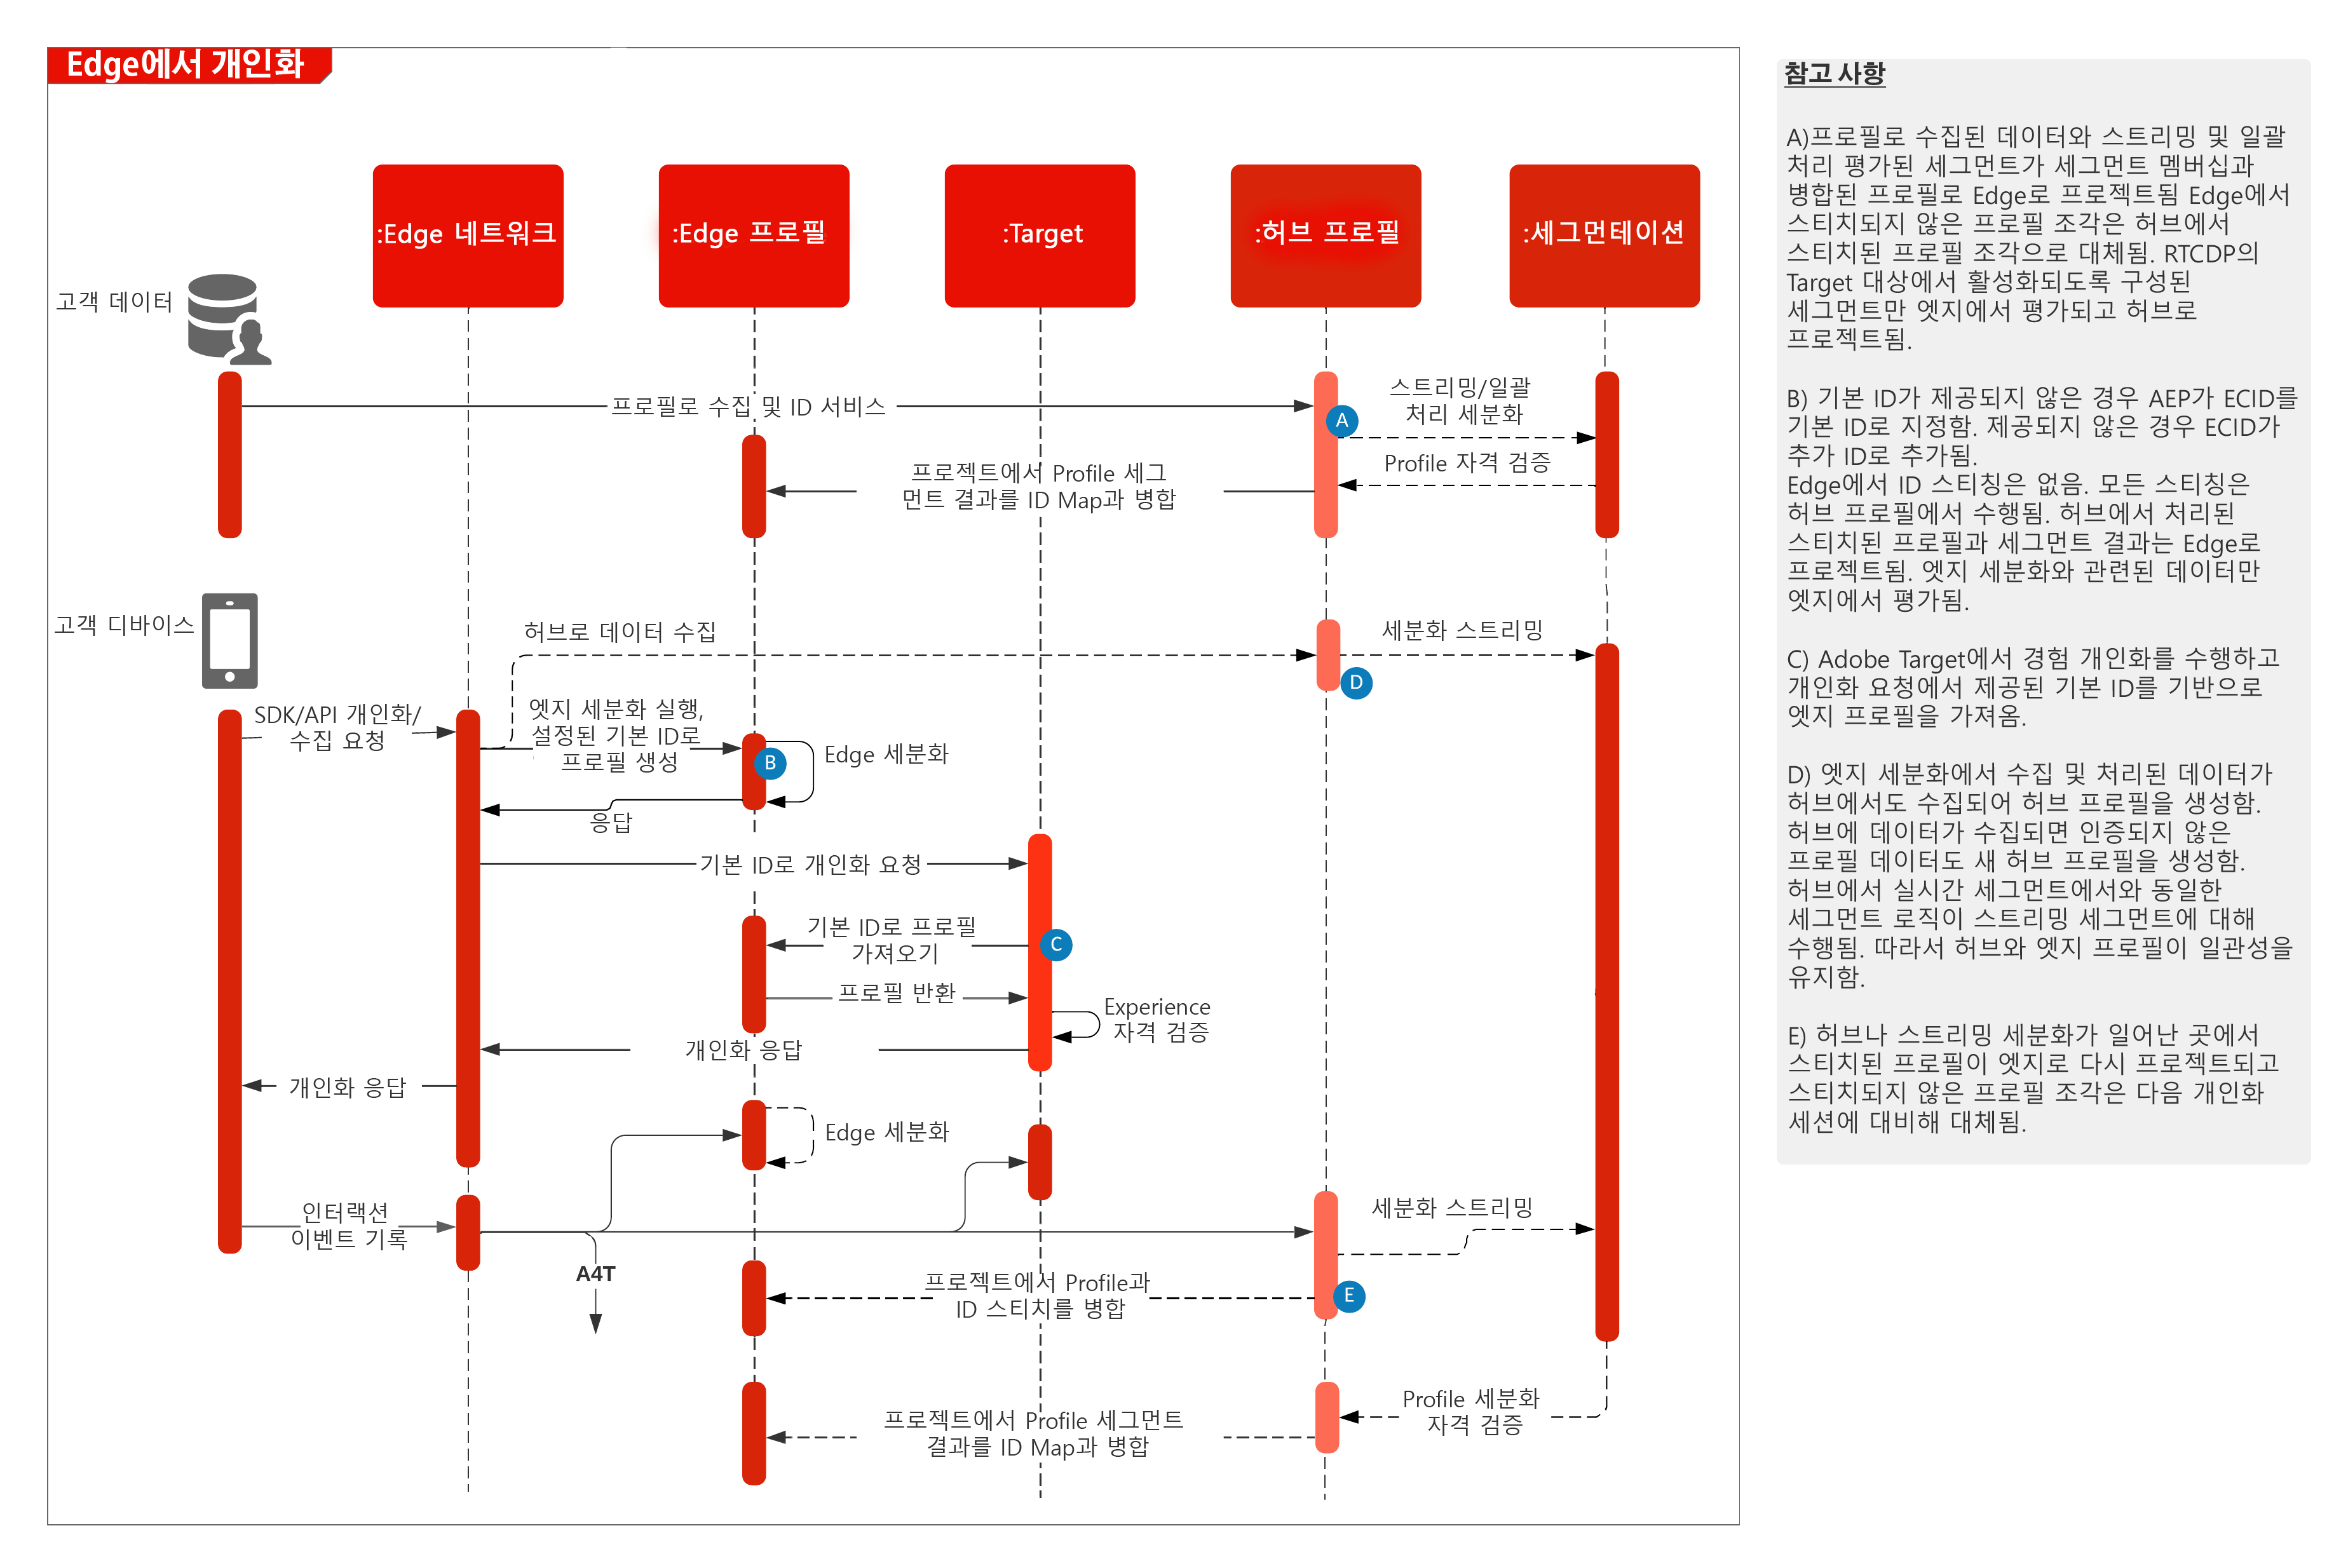 Edge에서 개인화
:Edge 네트워크
:Edge 프로필
:Target
:허브 프로필
:세그먼테이션
고객 데이터
프로필로 수집 및 ID 서비스
A
스트리밍/일괄
처리 세분화
Profile 자격 검증
프로젝트에서 Profile 세그
먼트 결과를 ID Map과 병합
고객 디바이스
허브로 데이터 수집
세분화 스트리밍
D
SDK/API 개인화/
수집 요청
엣지 세분화 실행,
설정된 기본 ID로
프로필 생성
B
Edge 세분화
응답
기본 ID로 개인화 요청
기본 ID로 프로필
가져오기
C
프로필 반환
Experience
자격 검증
개인화 응답
개인화 응답
Edge 세분화
인터랙션
이벤트 기록
세분화 스트리밍
A4T
프로젝트에서 Profile과
ID 스티치를 병합
E
Profile 세분화
자격 검증
프로젝트에서 Profile 세그먼트
결과를 ID Map과 병합
참고 사항
A)프로필로 수집된 데이터와 스트리밍 및 일괄
처리 평가된 세그먼트가 세그먼트 멤버십과
병합된 프로필로 Edge로 프로젝트됨 Edge에서
스티치되지 않은 프로필 조각은 허브에서
스티치된 프로필 조각으로 대체됨. RTCDP의
Target 대상에서 활성화되도록 구성된
세그먼트만 엣지에서 평가되고 허브로
프로젝트됨.
B) 기본 ID가 제공되지 않은 경우 AEP가 ECID를
기본 ID로 지정함. 제공되지 않은 경우 ECID가
추가 ID로 추가됨.
Edge에서 ID 스티칭은 없음. 모든 스티칭은
허브 프로필에서 수행됨. 허브에서 처리된
스티치된 프로필과 세그먼트 결과는 Edge로
프로젝트됨. 엣지 세분화와 관련된 데이터만
엣지에서 평가됨.
C) Adobe Target에서 경험 개인화를 수행하고
개인화 요청에서 제공된 기본 ID를 기반으로
엣지 프로필을 가져옴.
D) 엣지 세분화에서 수집 및 처리된 데이터가
허브에서도 수집되어 허브 프로필을 생성함.
허브에 데이터가 수집되면 인증되지 않은
프로필 데이터도 새 허브 프로필을 생성함.
허브에서 실시간 세그먼트에서와 동일한
세그먼트 로직이 스트리밍 세그먼트에 대해
수행됨. 따라서 허브와 엣지 프로필이 일관성을
유지함.
E) 허브나 스트리밍 세분화가 일어난 곳에서
스티치된 프로필이 엣지로 다시 프로젝트되고
스티치되지 않은 프로필 조각은 다음 개인화
세션에 대비해 대체됨.